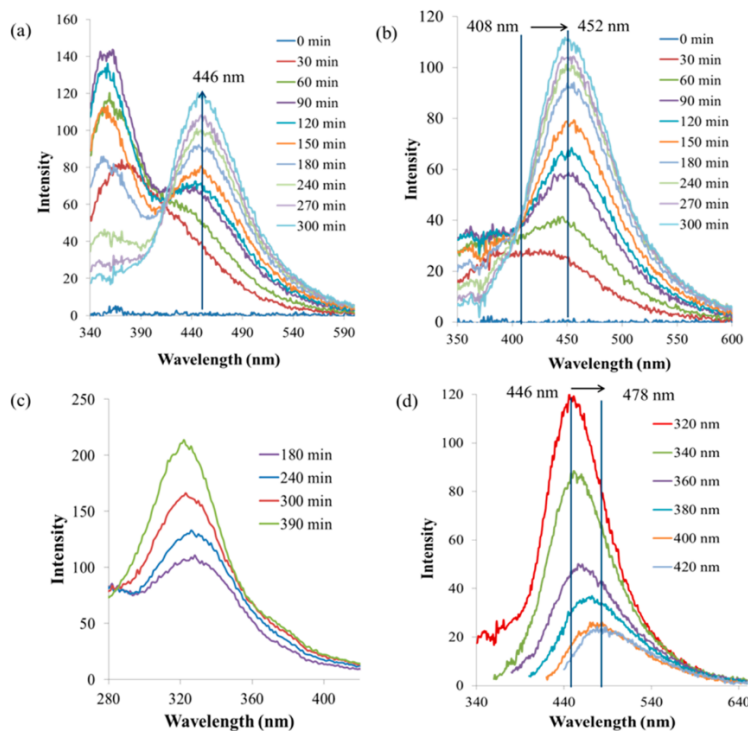 (a)
160
140
120
100
80
60
40
20
0
340 390 440 490 540 590
Intensity
Wavelength (nm)
446 nm
0 min
30 min
60 min
90 min
120 min
150 min
180 min
240 min
270 min
300 min
(b)
408 nm 452 nm
120
100
80
60
40
20
0
350 400 450 500 550 600
Intensity
Wavelength (nm)
0 min
30 min
60 min
90 min
120 min
150 min
180 min
240 min
270 min
300 min
(c)
250
200
150
100
50
0
280 320 360 400
Intensity
Wavelength (nm)
180 min
240 min
300 min
390 min
(d)
446 nm 478 nm
120
100
80
60
40
20
0
340 440 540 640
Intensity
Wavelength (nm)
320 nm
340 nm
360 nm
380 nm
400 nm
420 nm